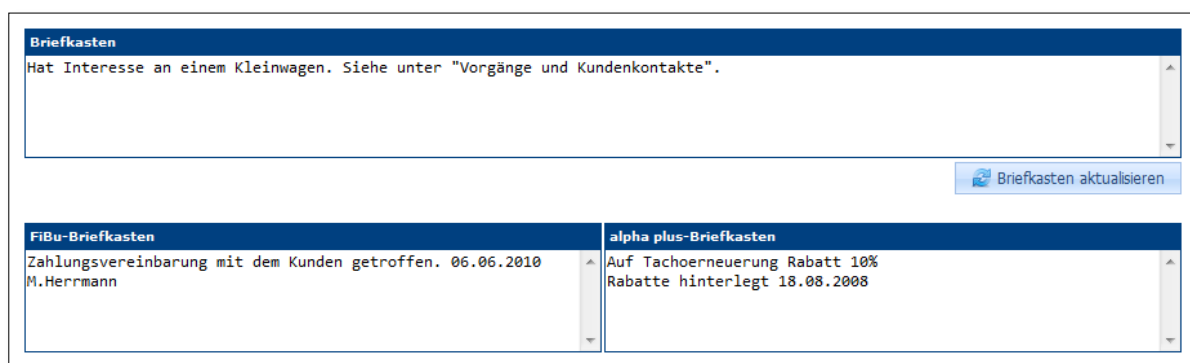 Briefkasten
Hat Interesse an einem Kleinwagen. Siehe unter "Vorgänge und Kundenkontakte".
Briefkasten aktualisieren
FiBu-Briefkasten
Zahlungsvereinbarung mit dem Kunden getroffen. 06.06.2010
M.Herrmann
alpha plus-Briefkasten
Auf Tachoerneuerung Rabatt 10%
Rabatte hinterlegt 18.08.2008